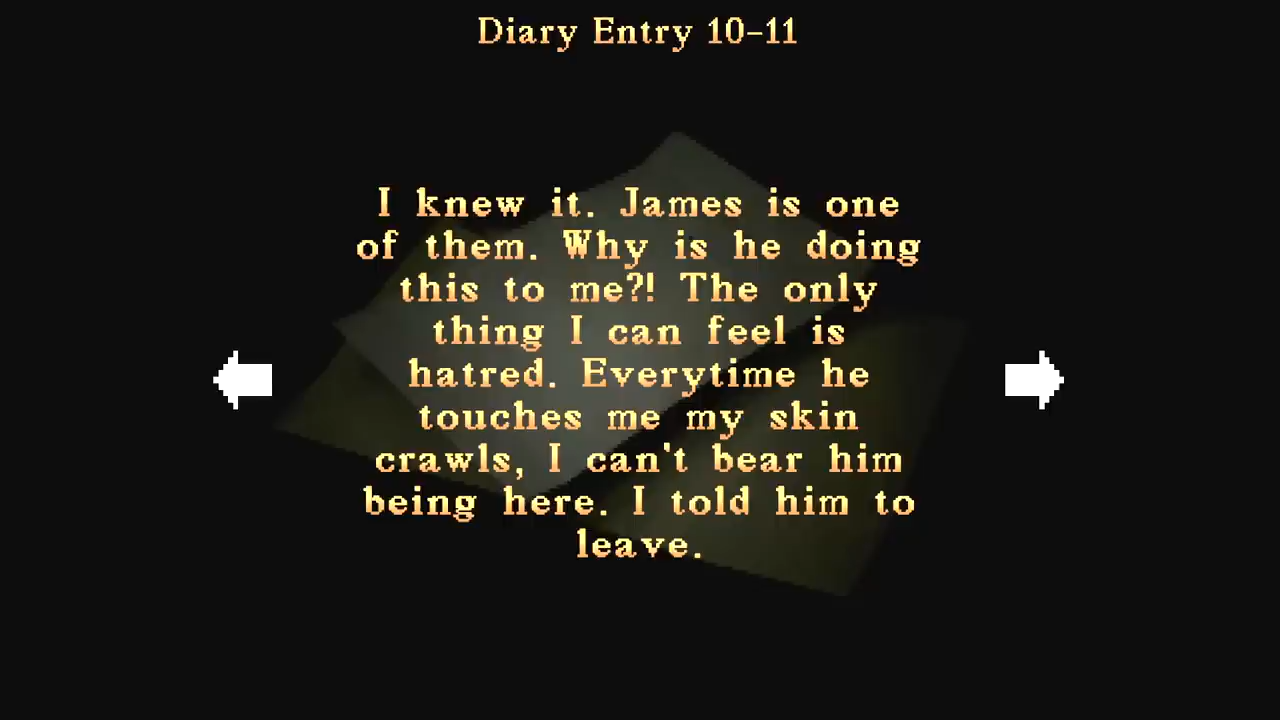 Diary Entry 10-11
I knew it. James is one
of them. Why is he doing
this to me?! The only
thing I can feel is
hatred. Everytime he
touches me my skin
crawls, I can't bear him
being here. I told him to
leave.